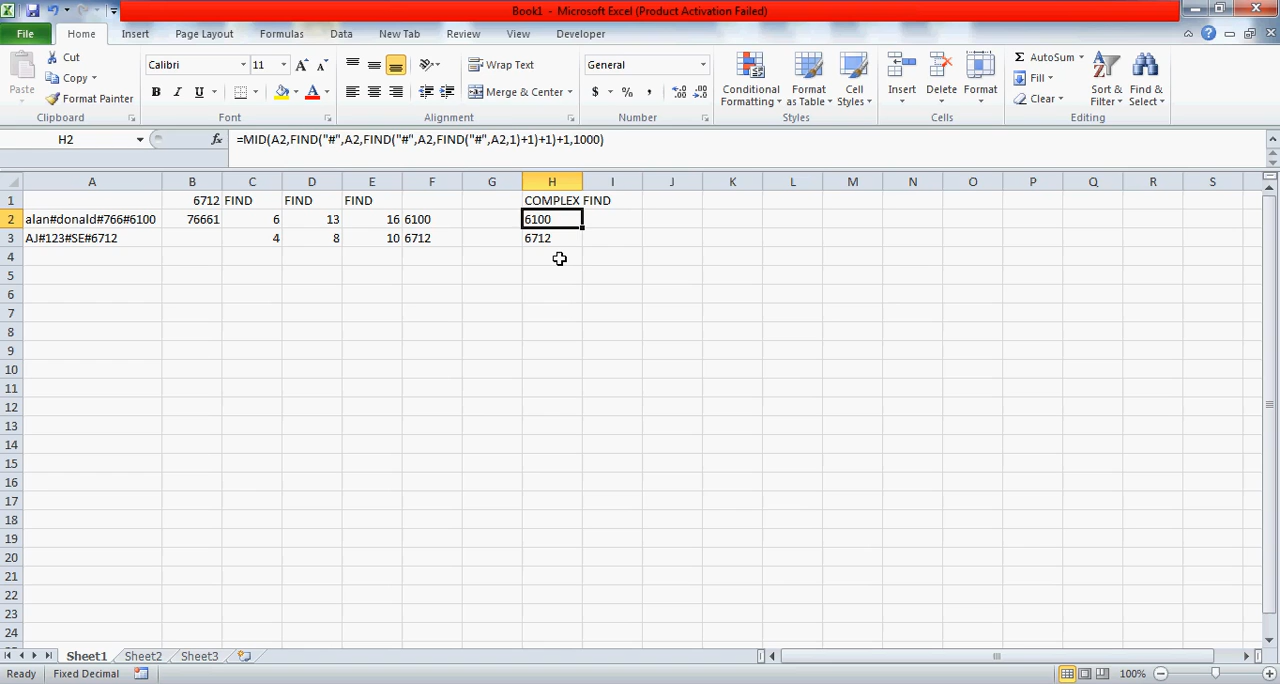 Book1 - Microsoft Excel (Product Activation Failed)
File Home Insert Page Layout Formulas Data New Tab Review View Developer
Paste Cut Copy Format Painter
Calibri 11 A A B I U A
Wrap Text Merge & Center
General $ % ,
Conditional Formatting Format as Table Cell Styles
Insert Delete Format
AutoSum Fill Clear Sort & Filter Find & Select
Clipboard Font Alignment Number Styles Cells Editing
H2 fx =MID(A2,FIND("#",A2,FIND("#",A2,FIND("#",A2,1)+1)+1)+1,1000)
A B C D E F G H I J K L M N O P Q R S
1 6712 FIND FIND FIND COMPLEX FIND
2 alan#donald#766#6100 76661 6 13 16 6100 6100
3 AJ#123#SE#6712 4 8 10 6712 6712
4
5
6
7
8
9
10
11
12
13
14
15
16
17
18
19
20
21
22
23
24
Sheet1 Sheet2 Sheet3
Ready Fixed Decimal 100%